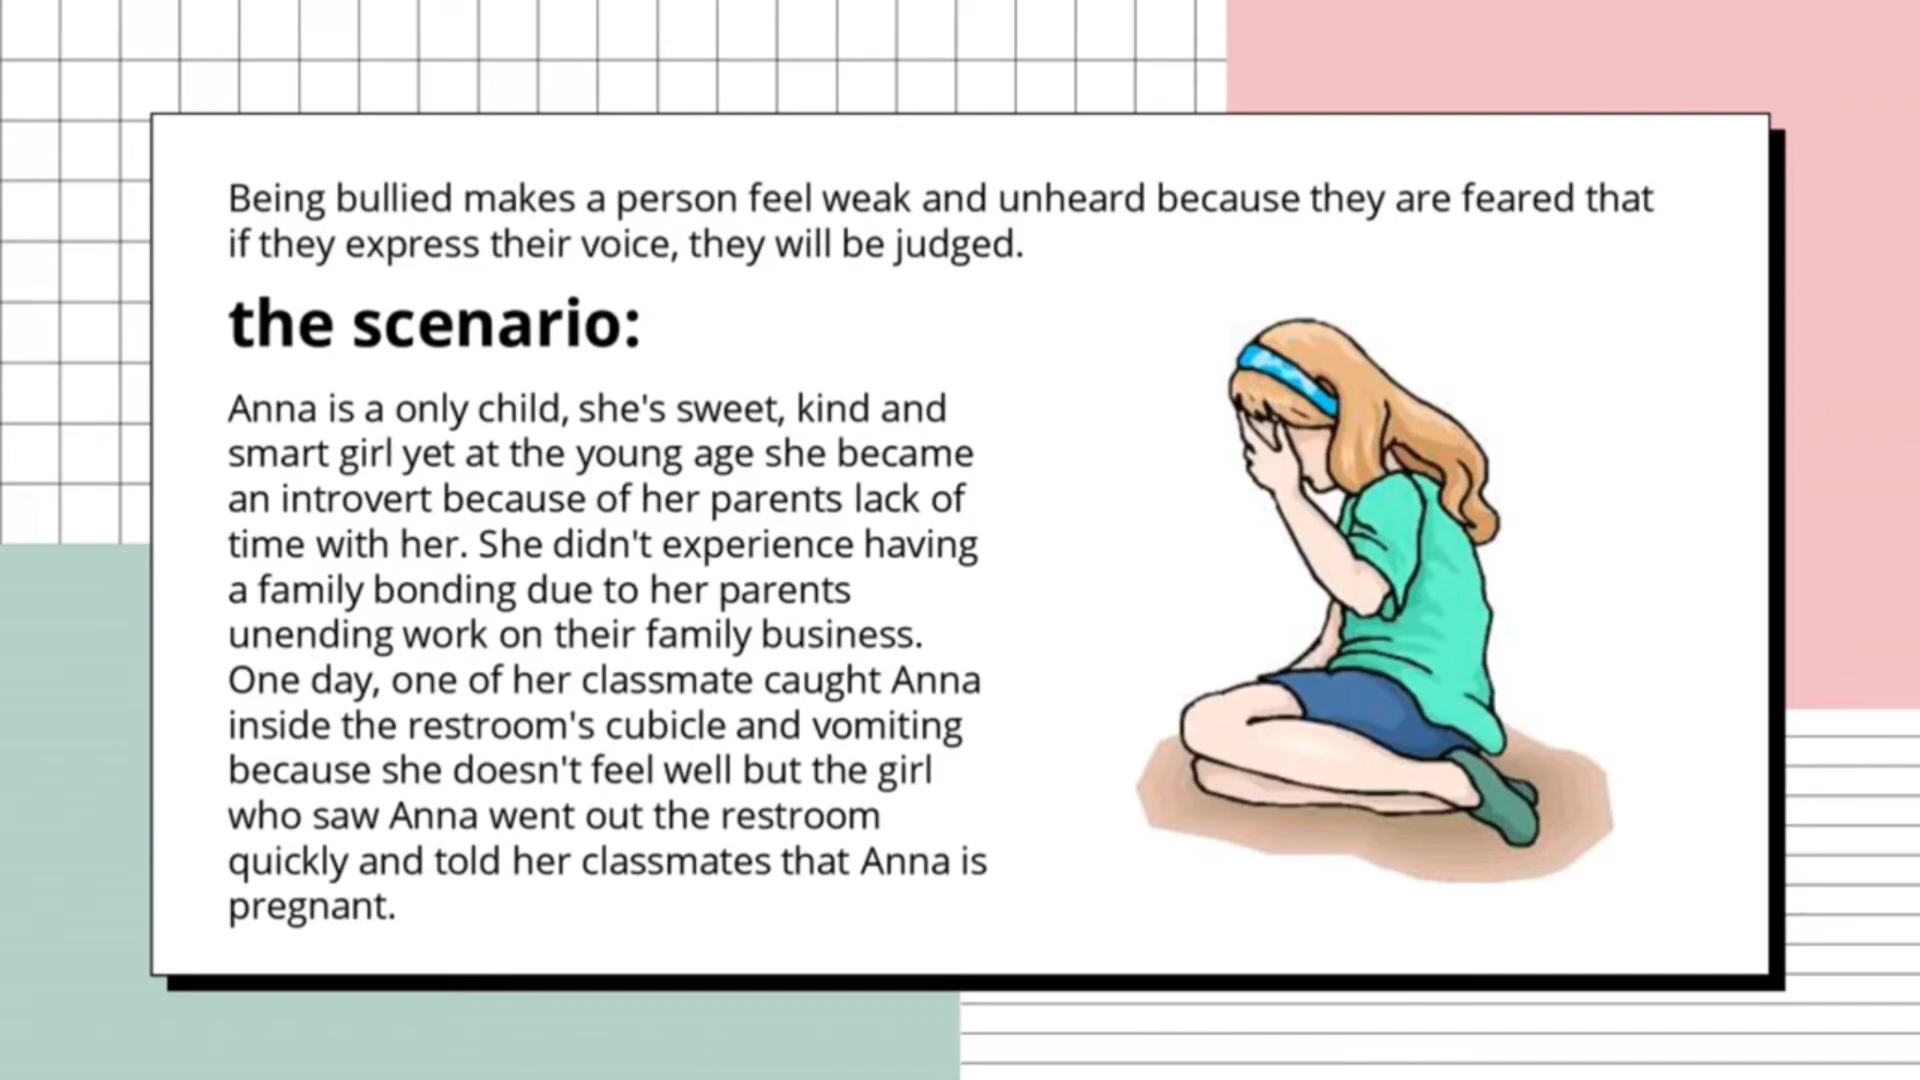 Being bullied makes a person feel weak and unheard because they are feared that
if they express their voice, they will be judged.
the scenario:
Anna is a only child, she's sweet, kind and
smart girl yet at the young age she became
an introvert because of her parents lack of
time with her. She didn't experience having
a family bonding due to her parents
unending work on their family business.
One day, one of her classmate caught Anna
inside the restroom's cubicle and vomiting
because she doesn't feel well but the girl
who saw Anna went out the restroom
quickly and told her classmates that Anna is
pregnant.